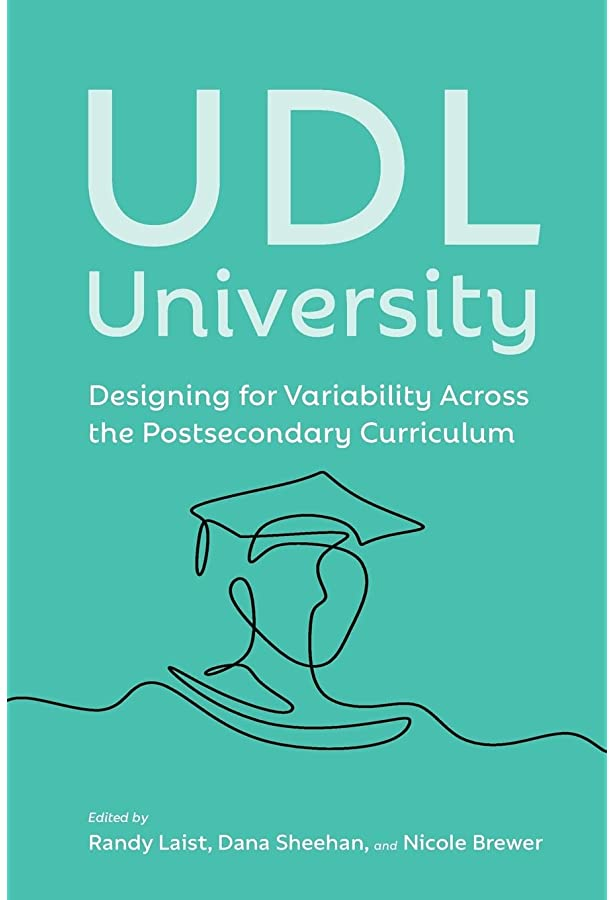 UDL
University
Designing for Variability Across
the Postsecondary Curriculum
Edited by
Randy Laist, Dana Sheehan, and Nicole Brewer